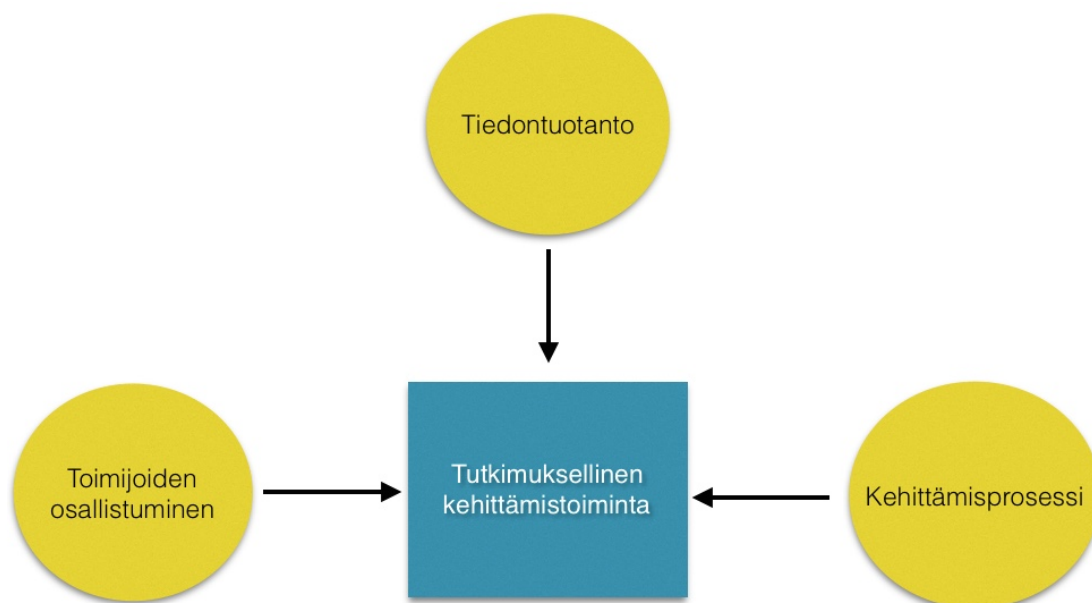 Tiedontuotanto
Toimijoiden
osallistuminen
Tutkimuksellinen
kehittämistoiminta
Kehittämisprosessi